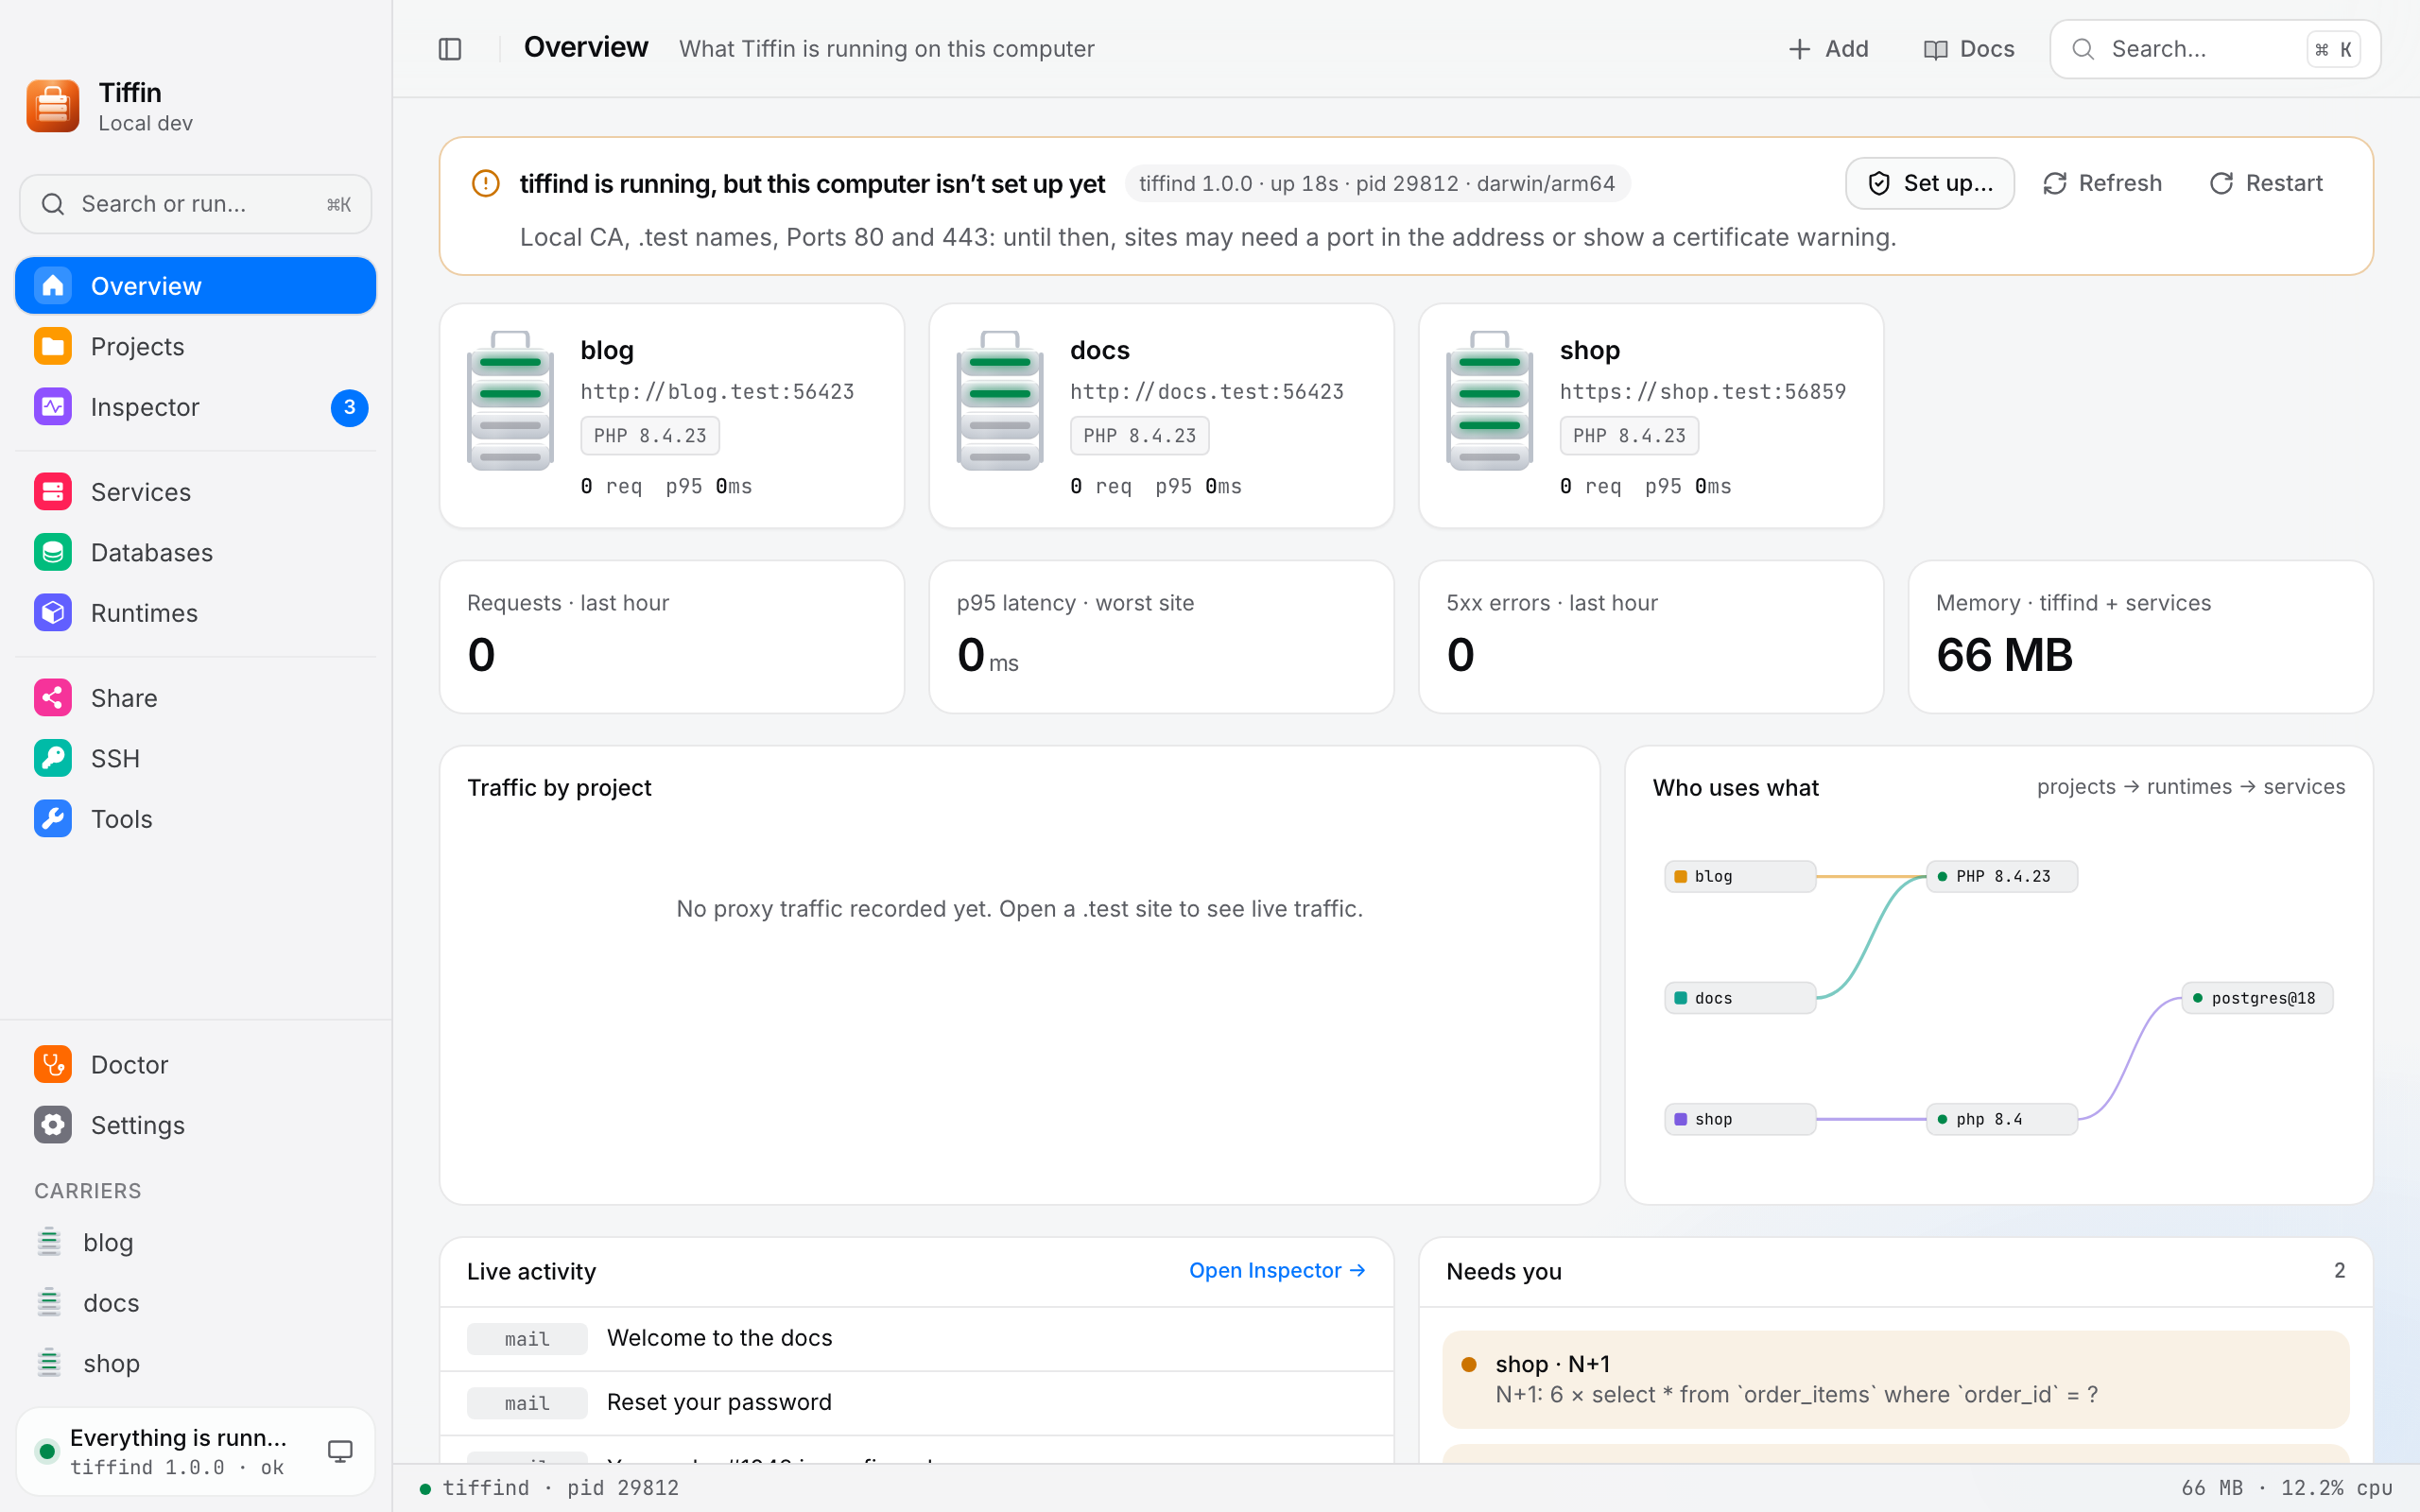 Tiffin
Local dev
Search or run... ⌘K
Overview
Projects
Inspector 3
Services
Databases
Runtimes
Share
SSH
Tools
Doctor
Settings
CARRIERS
blog
docs
shop
Everything is runn...
tiffind 1.0.0 · ok
Overview What Tiffin is running on this computer
Add Docs Search... ⌘ K
tiffind is running, but this computer isn’t set up yet tiffind 1.0.0 · up 18s · pid 29812 · darwin/arm64 Set up... Refresh Restart
Local CA, .test names, Ports 80 and 443: until then, sites may need a port in the address or show a certificate warning.
blog
http://blog.test:56423
PHP 8.4.23
0 req p95 0ms
docs
http://docs.test:56423
PHP 8.4.23
0 req p95 0ms
shop
https://shop.test:56859
PHP 8.4.23
0 req p95 0ms
Requests · last hour
0
p95 latency · worst site
0 ms
5xx errors · last hour
0
Memory · tiffind + services
66 MB
Traffic by project
No proxy traffic recorded yet. Open a .test site to see live traffic.
Who uses what projects → runtimes → services
blog PHP 8.4.23
docs postgres@18
shop php 8.4
Live activity Open Inspector →
mail Welcome to the docs
mail Reset your password
Needs you 2
shop · N+1
N+1: 6 × select * from `order_items` where `order_id` = ?
tiffind · pid 29812
66 MB · 12.2% cpu